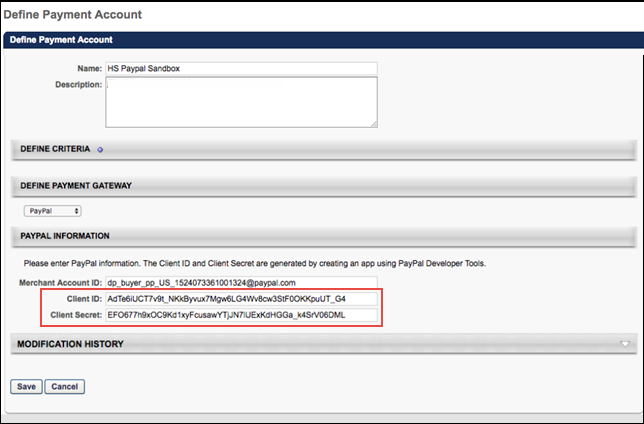 Define Payment Account
Define Payment Account
Name: HS Paypal Sandbox
Description:
DEFINE CRITERIA
DEFINE PAYMENT GATEWAY
PayPal
PAYPAL INFORMATION
Please enter PayPal information. The Client ID and Client Secret are generated by creating an app using PayPal Developer Tools.
Merchant Account ID: dp_buyer_pp_US_1524073361001324@paypal.com
Client ID: AdTe6iUCT7v9t_NKkByvux7Mgw6LG4Wv8cw3StF0OKKpuUT_G4
Client Secret: EFO677h9xOC9Kd1xyFcusawYTjJN7lUExKdHGGa_k4SrV06DML
MODIFICATION HISTORY
Save Cancel